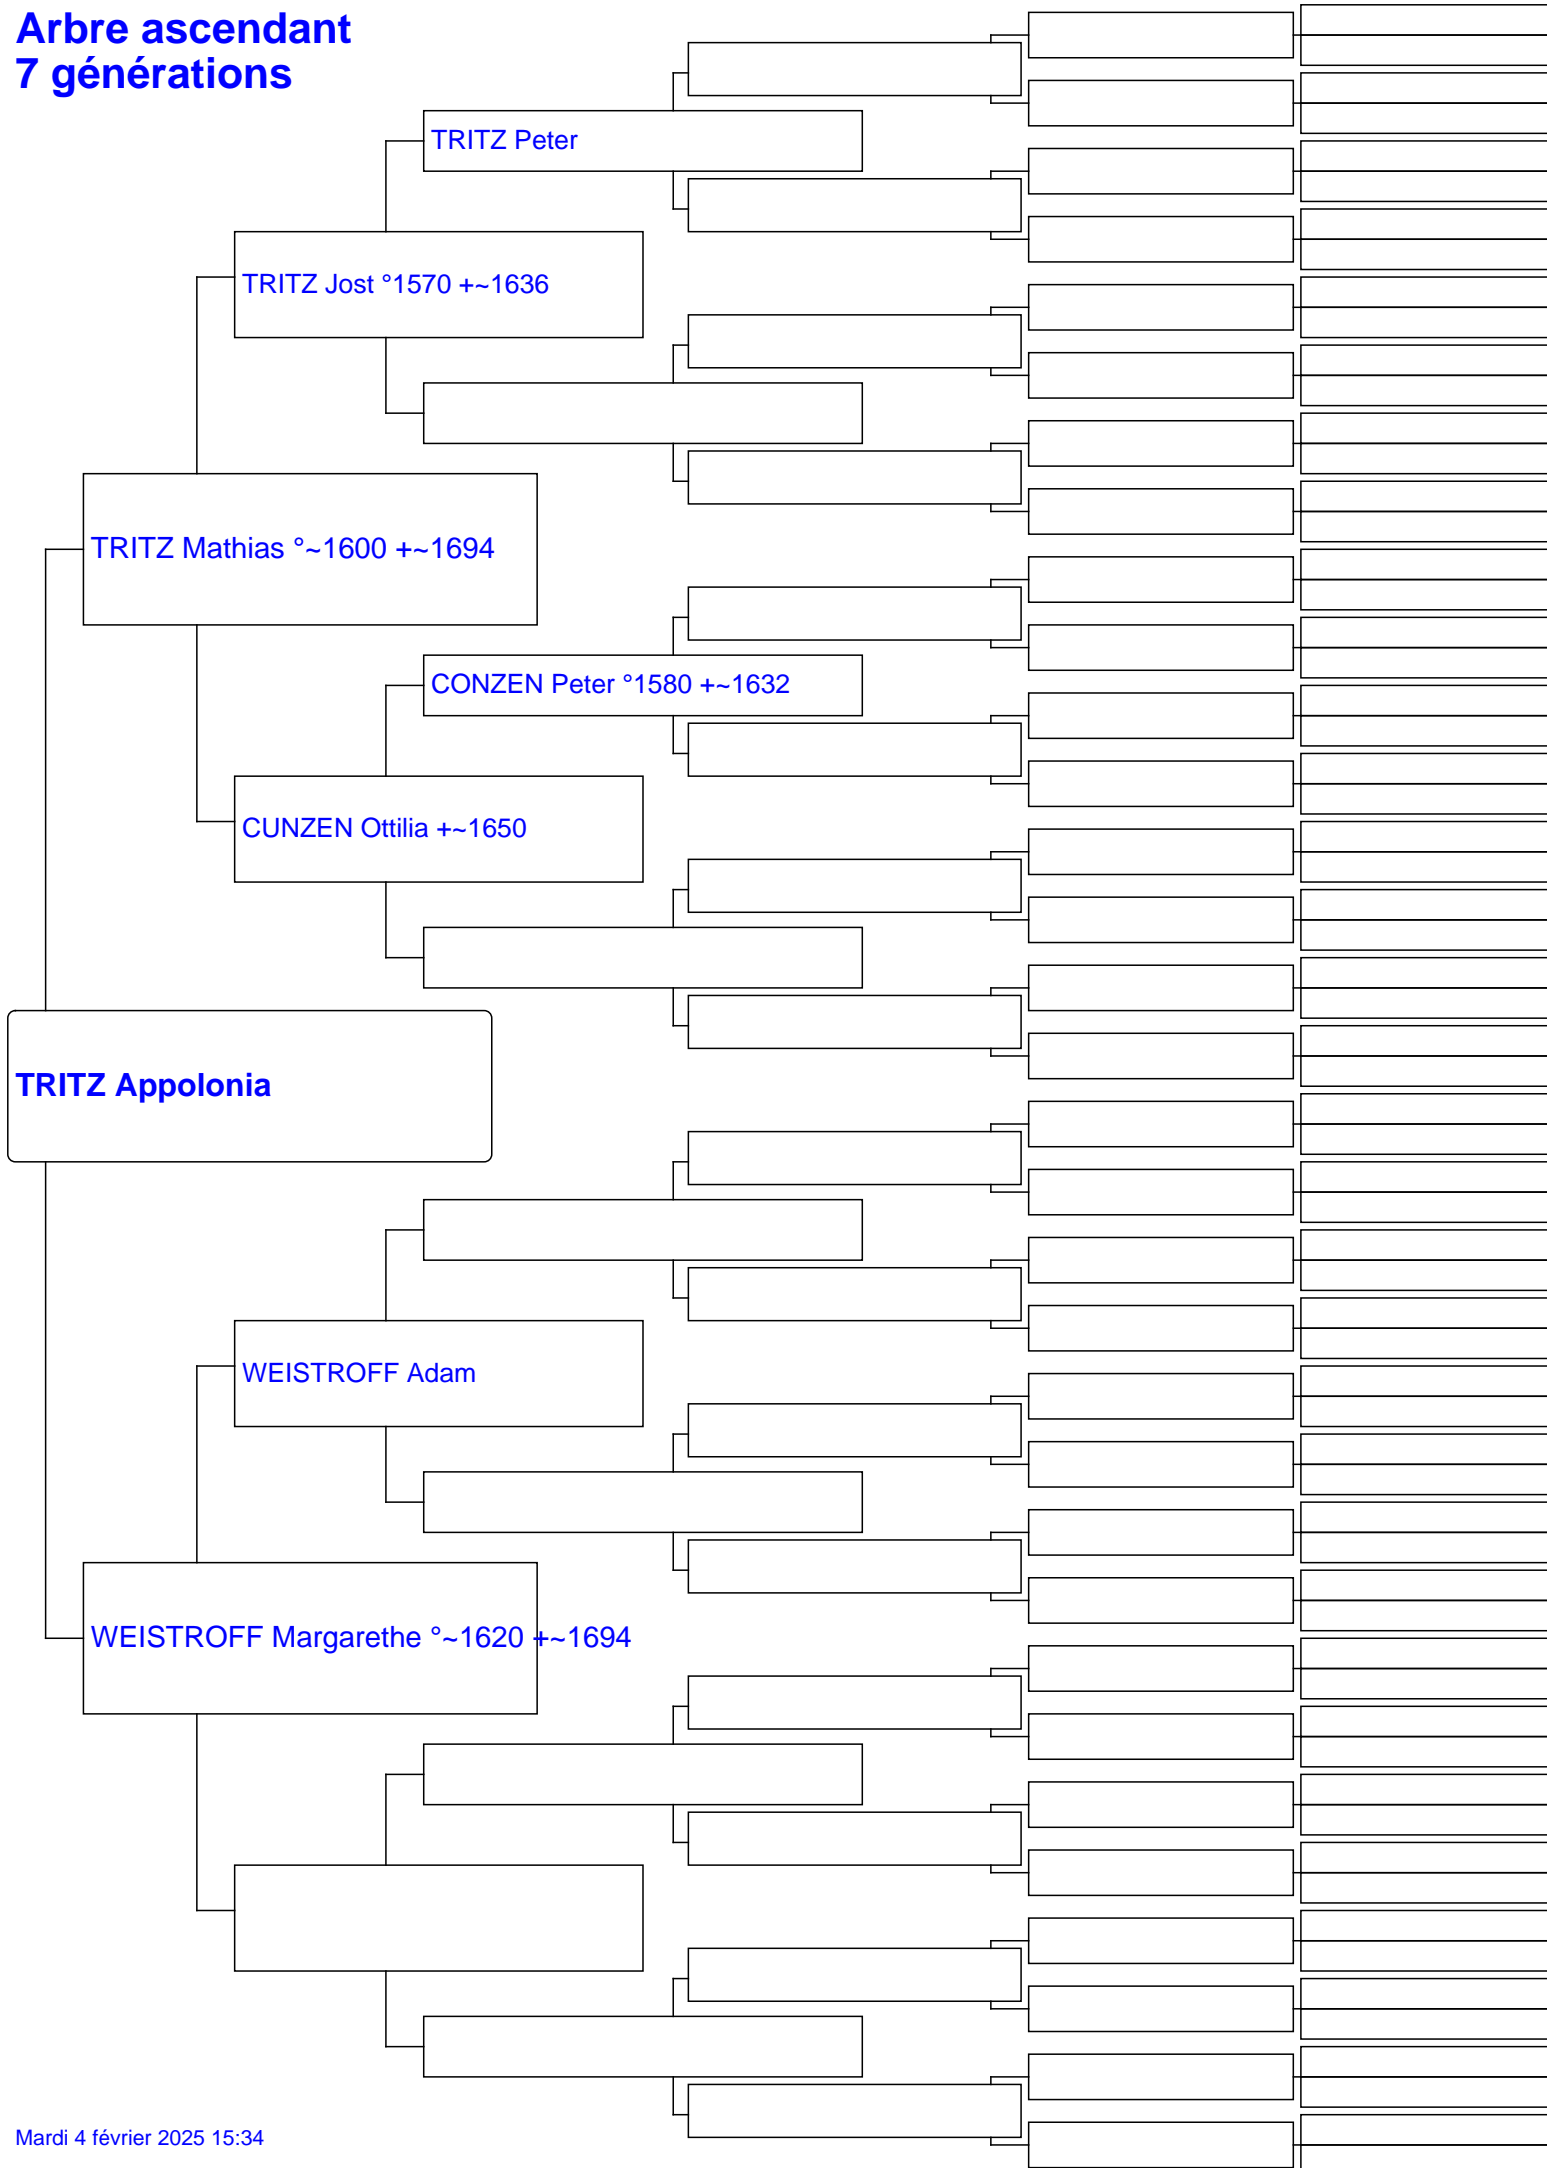 Arbre ascendant
7 générations
TRITZ Peter
TRITZ Jost °1570 +~1636
TRITZ Mathias °~1600 +~1694
CONZEN Peter °1580 +~1632
CUNZEN Ottilia +~1650
TRITZ Appolonia
WEISTROFF Adam
WEISTROFF Margarethe °~1620 +~1694
Mardi 4 février 2025 15:34